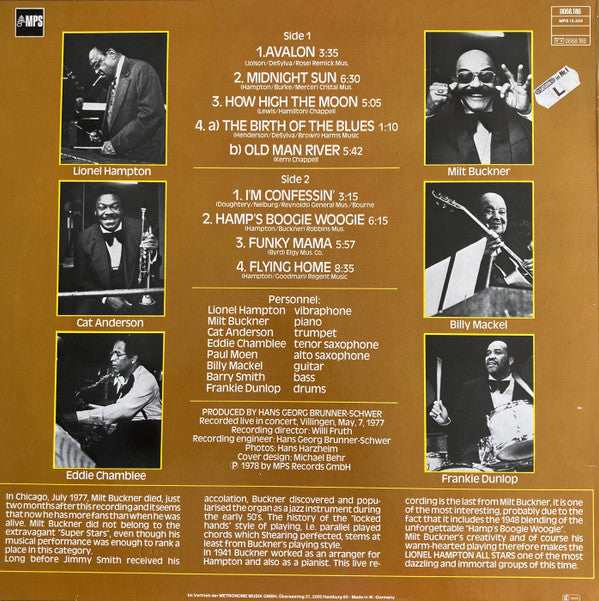 MPS
0068.186
MPS 15.469
0068.186
L
Side 1
1. AVALON 3:35
(Jolson/DeSylva/Rose) Remick Mus.
2. MIDNIGHT SUN 6:30
(Hampton/Burke/Mercer) Cristal Mus.
3. HOW HIGH THE MOON 5:05
(Lewis/Hamilton) Chappell
4. a) THE BIRTH OF THE BLUES 1:10
(Henderson/DeSylva/Brown) Harms Music
b) OLD MAN RIVER 5:42
(Kern) Chappell
Lionel Hampton
Milt Buckner
Side 2
1. I'M CONFESSIN' 3:15
(Doughtery/Neiburg/Reynolds) General Mus./Bourne
2. HAMP'S BOOGIE WOOGIE 6:15
(Hampton/Buckner) Robbins Mus.
3. FUNKY MAMA 5:57
(Byrd) Elgy Mus. Co.
4. FLYING HOME 8:35
(Hampton/Goodman) Regent Music
Cat Anderson
Billy Mackel
Personnel:
Lionel Hampton vibraphone
Milt Buckner piano
Cat Anderson trumpet
Eddie Chamblee tenor saxophone
Paul Moen alto saxophone
Billy Mackel guitar
Barry Smith bass
Frankie Dunlop drums
PRODUCED BY HANS GEORG BRUNNER-SCHWER
Recorded live in concert, Villingen, May, 7, 1977
Recording director: Willi Fruth
Recording engineer: Hans Georg Brunner-Schwer
Photos: Hans Harzheim
Cover design: Michael Behr
℗ 1978 by MPS Records GmbH
Eddie Chamblee
Frankie Dunlop
In Chicago, July 1977, Milt Buckner died, just
two months after this recording and it seems
that now he has more fans than when he was
alive. Milt Buckner did not belong to the
extravagant "Super Stars", even though his
musical performance was enough to rank a
place in this category.
Long before Jimmy Smith received his
accolation, Buckner discovered and popu-
larised the organ as a jazz instrument during
the early 50's. The history of the "locked
hands" style of playing, i.e. parallel played
chords which Shearing perfected, stems at
least from Buckner's playing style.
In 1941 Buckner worked as an arranger for
Hampton and also as a pianist. This live re-
cording is the last from Milt Buckner, it is one
of the most interesting, probably due to the
fact that it includes the 1948 blending of the
unforgettable "Hamp's Boogie Woogie".
Milt Buckner's creativity and of course his
warm-hearted playing therefore makes the
LIONEL HAMPTON ALL STARS one of the most
dazzling and immortal groups of this time.
Im Vertrieb der METRONOME MUSIK GMBH, Überseering 21, 2000 Hamburg 60 · Made in W.-Germany